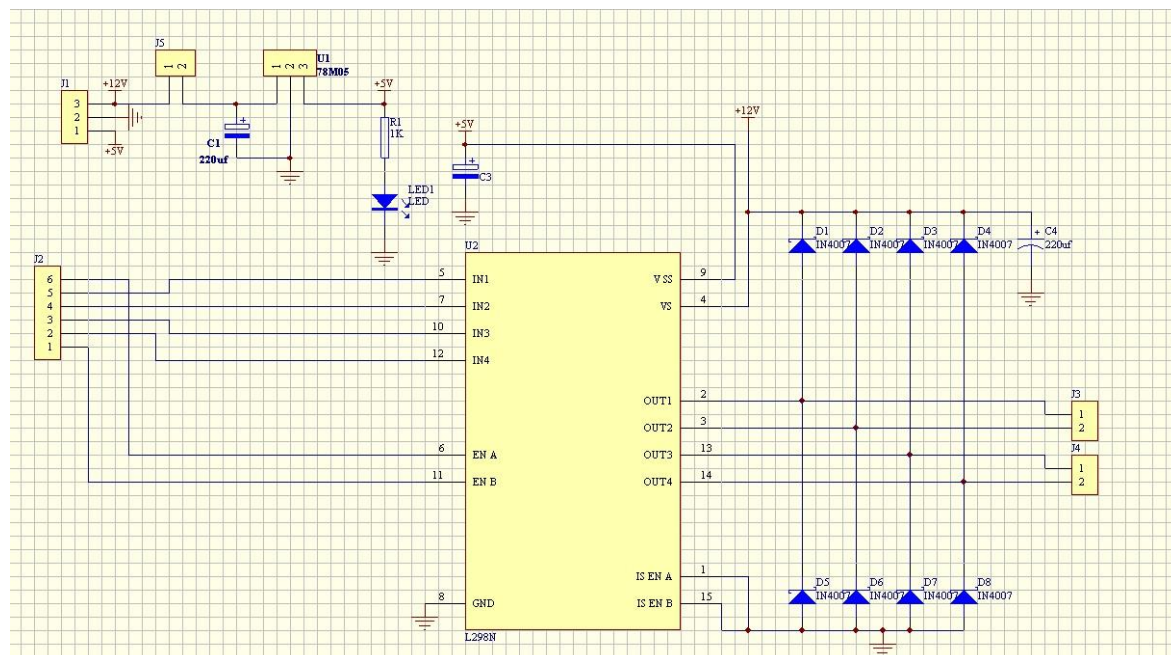 J5
1 2
U1
1 2 3
78M05
J1
+12V
3
2
1
+5V
+
C1
220uf
+5V
R1
1K
LED1
LED
+5V
+
C3
+12V
D1
IN4007
D2
IN4007
D3
IN4007
D4
IN4007
+ C4
220uf
J2
6
5
4
3
2
1
U2
5 IN1
7 IN2
10 IN3
12 IN4
6 EN A
11 EN B
8 GND
VSS 9
VS 4
OUT1 2
OUT2 3
OUT3 13
OUT4 14
IS EN A 1
IS EN B 15
L298N
J3
1
2
J4
1
2
D5
IN4007
D6
IN4007
D7
IN4007
D8
IN4007